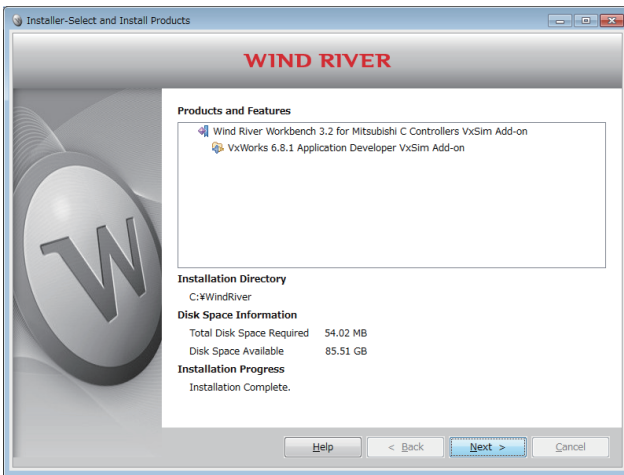 Installer-Select and Install Products
WIND RIVER
Products and Features
Wind River Workbench 3.2 for Mitsubishi C Controllers VxSim Add-on
VxWorks 6.8.1 Application Developer VxSim Add-on
W
Installation Directory
C:¥WindRiver
Disk Space Information
Total Disk Space Required 54.02 MB
Disk Space Available 85.51 GB
Installation Progress
Installation Complete.
Help < Back Next > Cancel